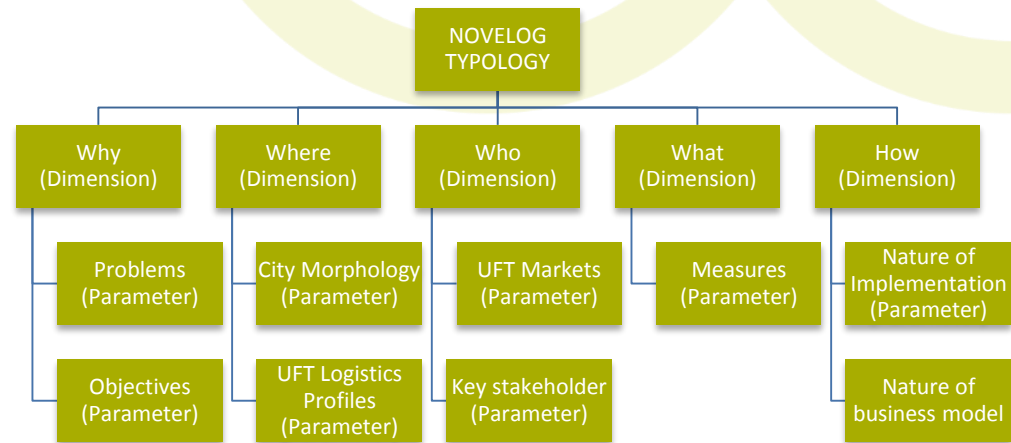 NOVELOG
TYPOLOGY
Why
(Dimension)
Where
(Dimension)
Who
(Dimension)
What
(Dimension)
How
(Dimension)
Problems
(Parameter)
City Morphology
(Parameter)
UFT Markets
(Parameter)
Measures
(Parameter)
Nature of
Implementation
(Parameter)
Objectives
(Parameter)
UFT Logistics
Profiles
(Parameter)
Key stakeholder
(Parameter)
Nature of
business model